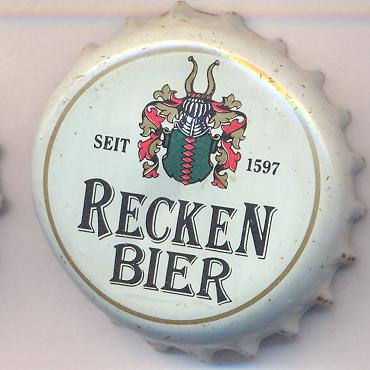 SEIT 1597
RECKEN
BIER